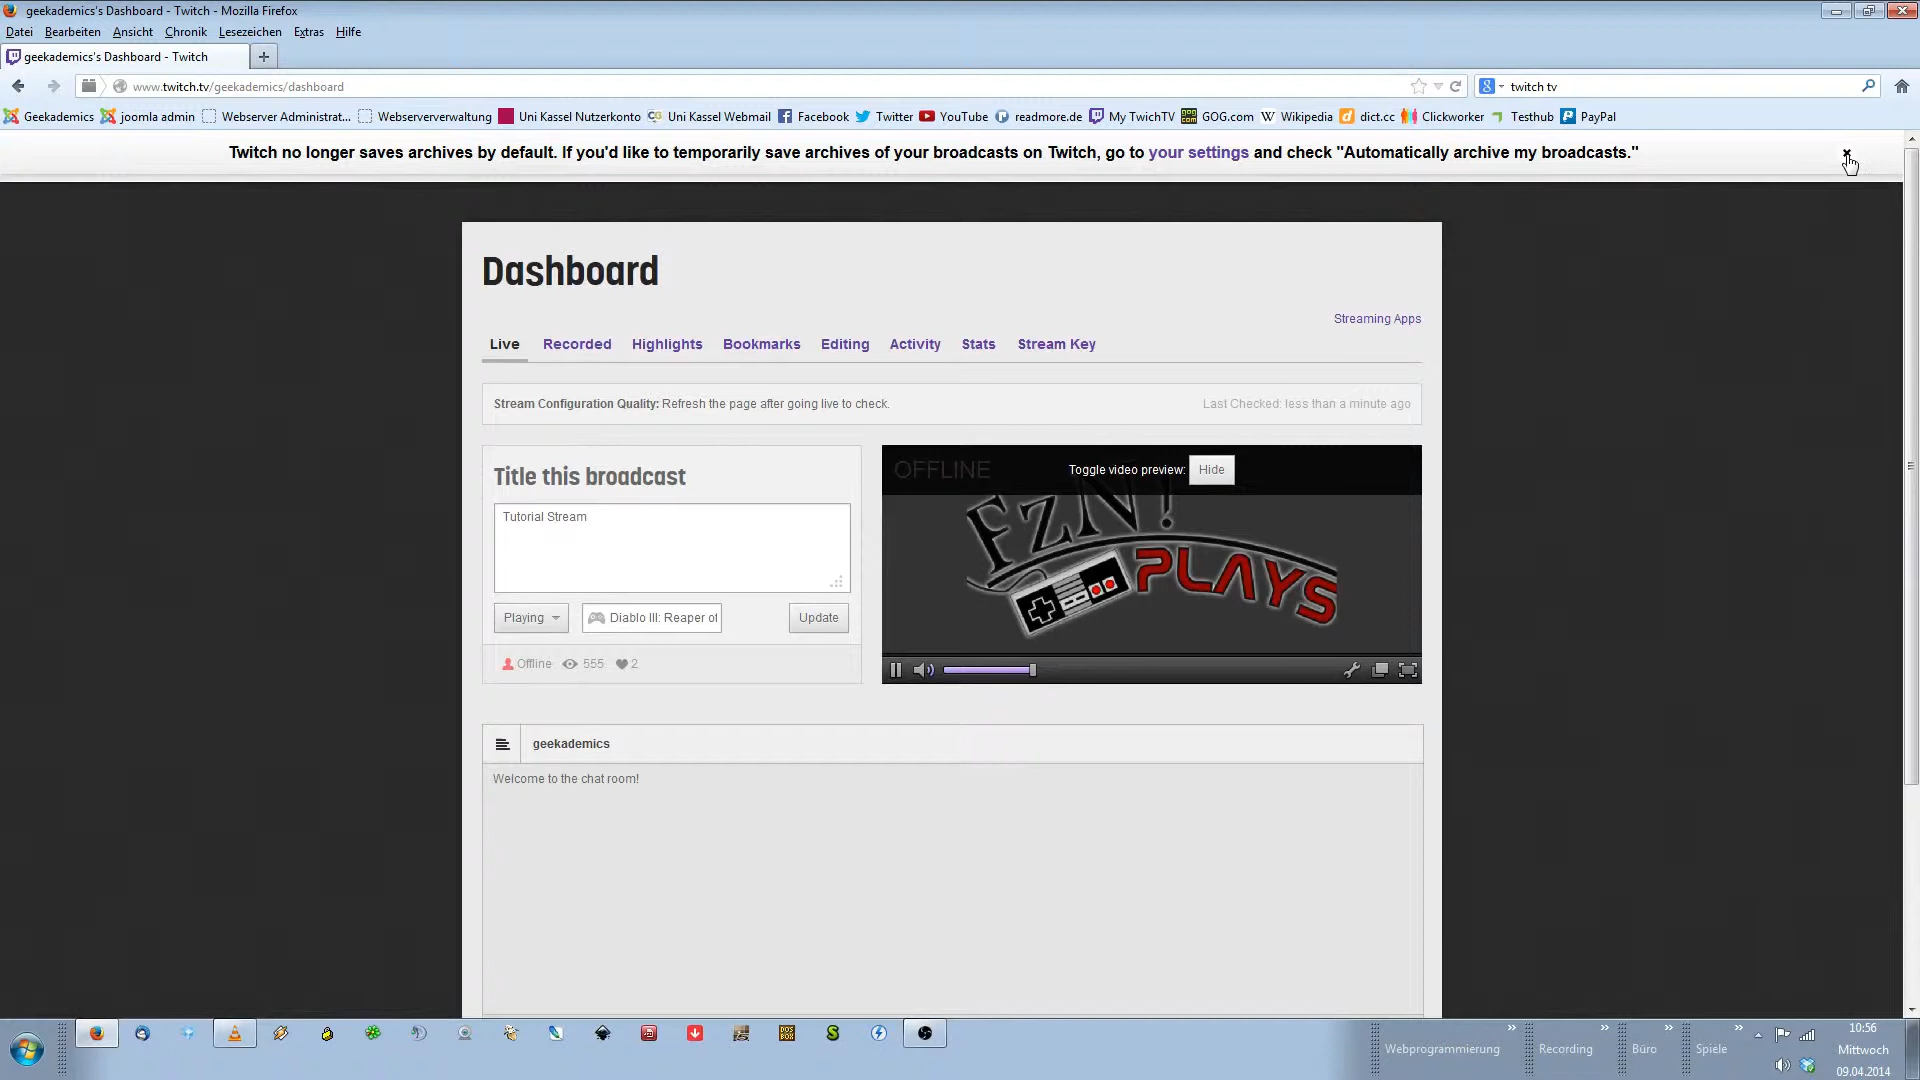 geekademics's Dashboard - Twitch - Mozilla Firefox
Datei Bearbeiten Ansicht Chronik Lesezeichen Extras Hilfe
geekademics's Dashboard - Twitch
www.twitch.tv/geekademics/dashboard
twitch tv
Geekademics joomla admin Webserver Administrat... Webserververwaltung Uni Kassel Nutzerkonto Uni Kassel Webmail Facebook Twitter YouTube readmore.de My TwichTV GOG.com Wikipedia dict.cc Clickworker Testhub PayPal
Twitch no longer saves archives by default. If you'd like to temporarily save archives of your broadcasts on Twitch, go to your settings and check "Automatically archive my broadcasts."
Dashboard
Streaming Apps
Live Recorded Highlights Bookmarks Editing Activity Stats Stream Key
Stream Configuration Quality: Refresh the page after going live to check.
Last Checked: less than a minute ago
Title this broadcast
Tutorial Stream
Playing
Diablo III: Reaper of
Update
Offline 555 2
OFFLINE
Toggle video preview: Hide
FzN!
PLAYS
geekademics
Welcome to the chat room!
Webprogrammierung
Recording
Büro
Spiele
10:56
Mittwoch
09.04.2014